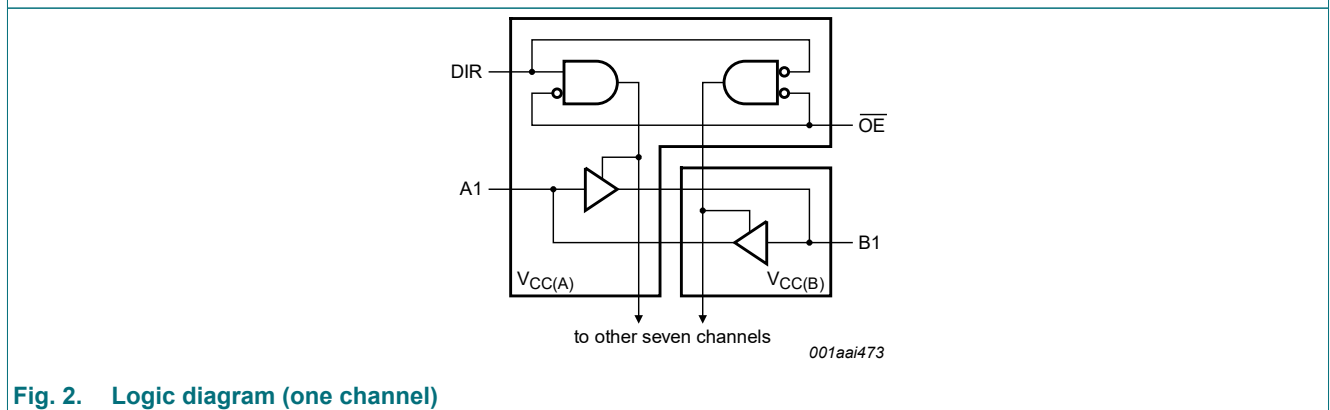 DIR
OE
A1
B1
VCC(A)
VCC(B)
to other seven channels
001aai473
Fig. 2. Logic diagram (one channel)